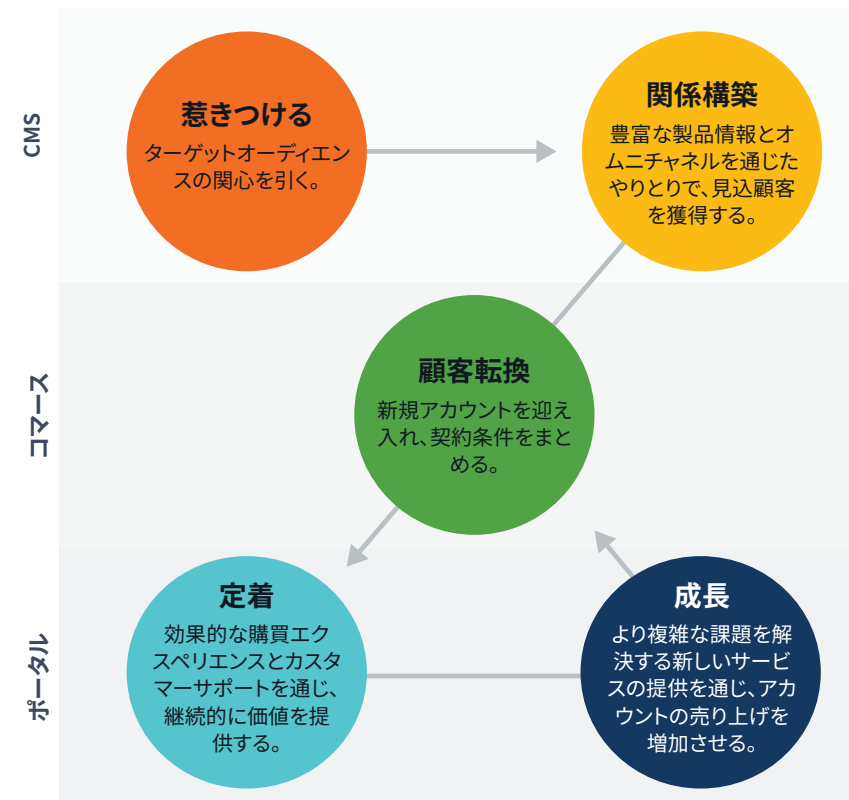 CMS
惹きつける
ターゲットオーディエン
スの関心を引く。
関係構築
豊富な製品情報とオ
ムニチャネルを通じた
やりとりで、見込顧客
を獲得する。
コマース
顧客転換
新規アカウントを迎え
入れ、契約条件をまと
める。
ポータル
定着
効果的な購買エク
スペリエンスとカスタ
マーサポートを通じ、
継続的に価値を提
供する。
成長
より複雑な課題を解
決する新しいサービ
スの提供を通じ、アカ
ウントの売り上げを
増加させる。